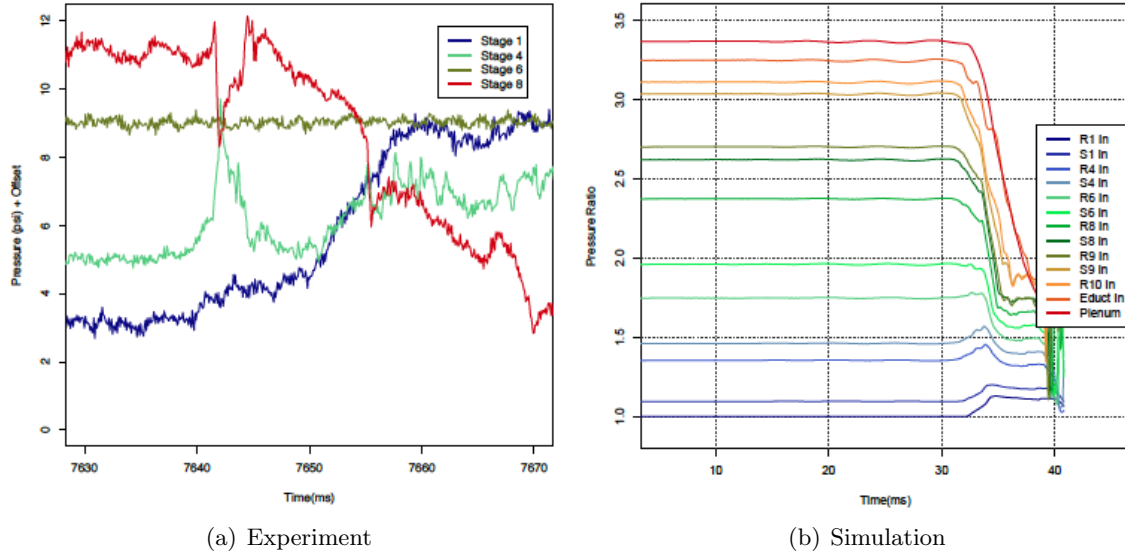 12
10
8
6
4
2
0
Pressure (psi) + Offset
7630
7640
7650
7660
7670
Time(ms)
Stage 1
Stage 4
Stage 6
Stage 8
(a) Experiment
3.5
3.0
2.5
2.0
1.5
1.0
Pressure Ratio
10
20
30
40
Time(ms)
R1 In
S1 In
R4 In
S4 In
R6 In
S6 In
R8 In
S8 In
R9 In
S9 In
R10 In
Educt In
Plenum
(b) Simulation